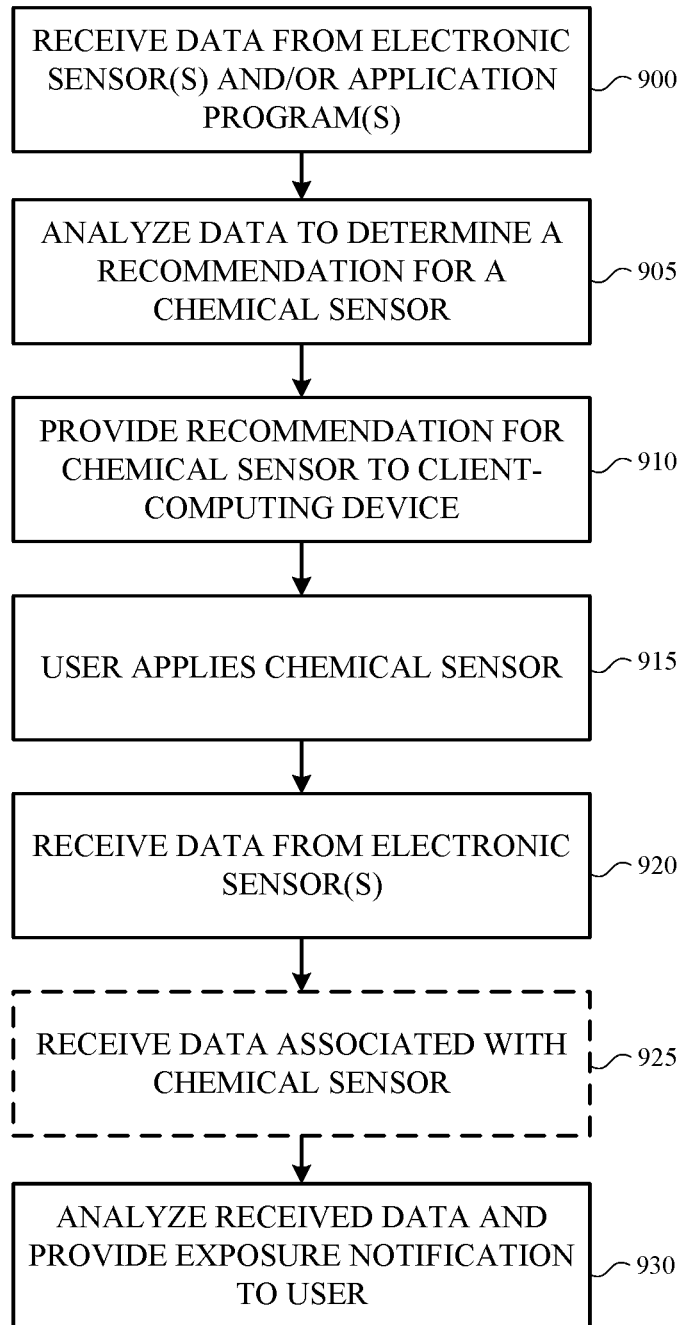 RECEIVE DATA FROM ELECTRONIC
SENSOR(S) AND/OR APPLICATION
PROGRAM(S)
900
ANALYZE DATA TO DETERMINE A
RECOMMENDATION FOR A
CHEMICAL SENSOR
905
PROVIDE RECOMMENDATION FOR
CHEMICAL SENSOR TO CLIENT-
COMPUTING DEVICE
910
USER APPLIES CHEMICAL SENSOR
915
RECEIVE DATA FROM ELECTRONIC
SENSOR(S)
920
RECEIVE DATA ASSOCIATED WITH
CHEMICAL SENSOR
925
ANALYZE RECEIVED DATA AND
PROVIDE EXPOSURE NOTIFICATION
TO USER
930